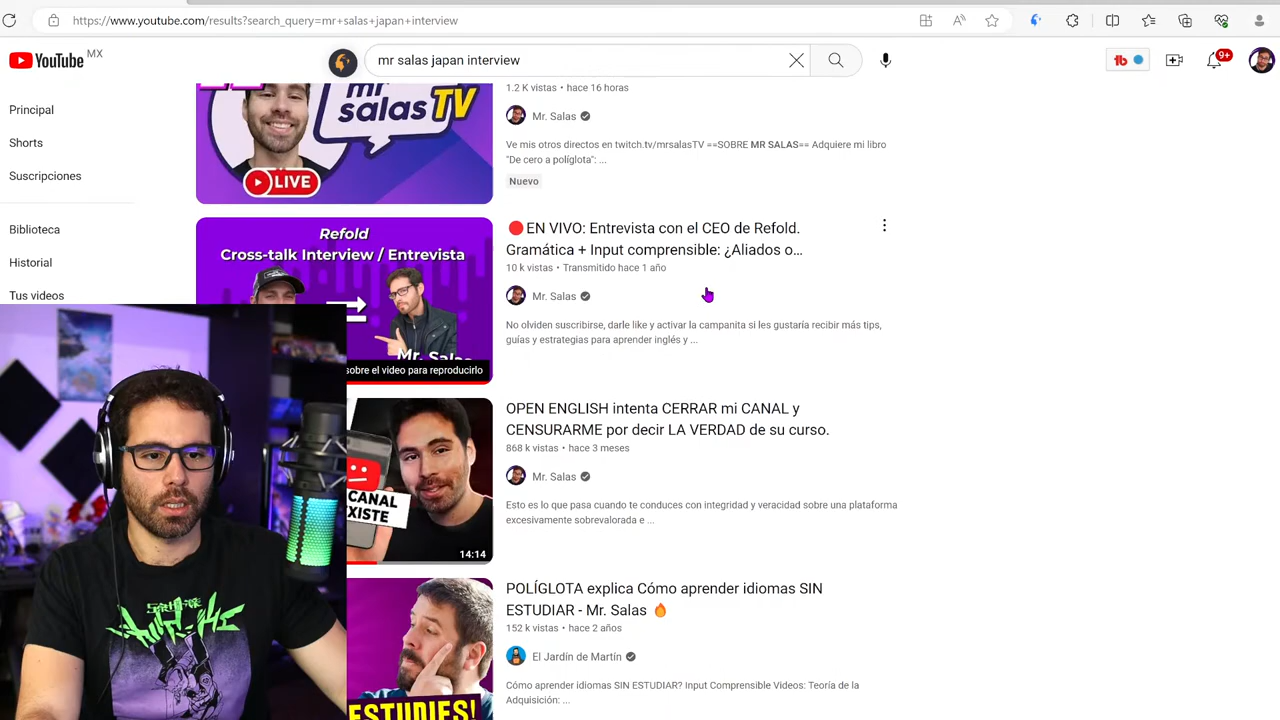 https://www.youtube.com/results?search_query=mr+salas+japan+interview
YouTube MX
mr salas japan interview
9+
Principal
Shorts
Suscripciones
Biblioteca
Historial
Tus videos
mr
salas TV
LIVE
1.2 K vistas • hace 16 horas
Mr. Salas
Ve mis otros directos en twitch.tv/mrsalasTV ==SOBRE MR SALAS== Adquiere mi libro
"De cero a políglota": ...
Nuevo
Refold
Cross-talk Interview / Entrevista
Mr. Salas
sobre el video para reproducirlo
EN VIVO: Entrevista con el CEO de Refold.
Gramática + Input comprensible: ¿Aliados o...
10 k vistas • Transmitido hace 1 año
Mr. Salas
No olviden suscribirse, darle like y activar la campanita si les gustaría recibir más tips,
guías y estrategias para aprender inglés y ...
CANAL
EXISTE
14:14
OPEN ENGLISH intenta CERRAR mi CANAL y
CENSURARME por decir LA VERDAD de su curso.
868 k vistas • hace 3 meses
Mr. Salas
Esto es lo que pasa cuando te conduces con integridad y veracidad sobre una plataforma
excesivamente sobrevalorada e ...
ESTUDIES!
POLÍGLOTA explica Cómo aprender idiomas SIN
ESTUDIAR - Mr. Salas
152 k vistas • hace 2 años
El Jardín de Martín
Cómo aprender idiomas SIN ESTUDIAR? Input Comprensible Videos: Teoría de la
Adquisición: ...